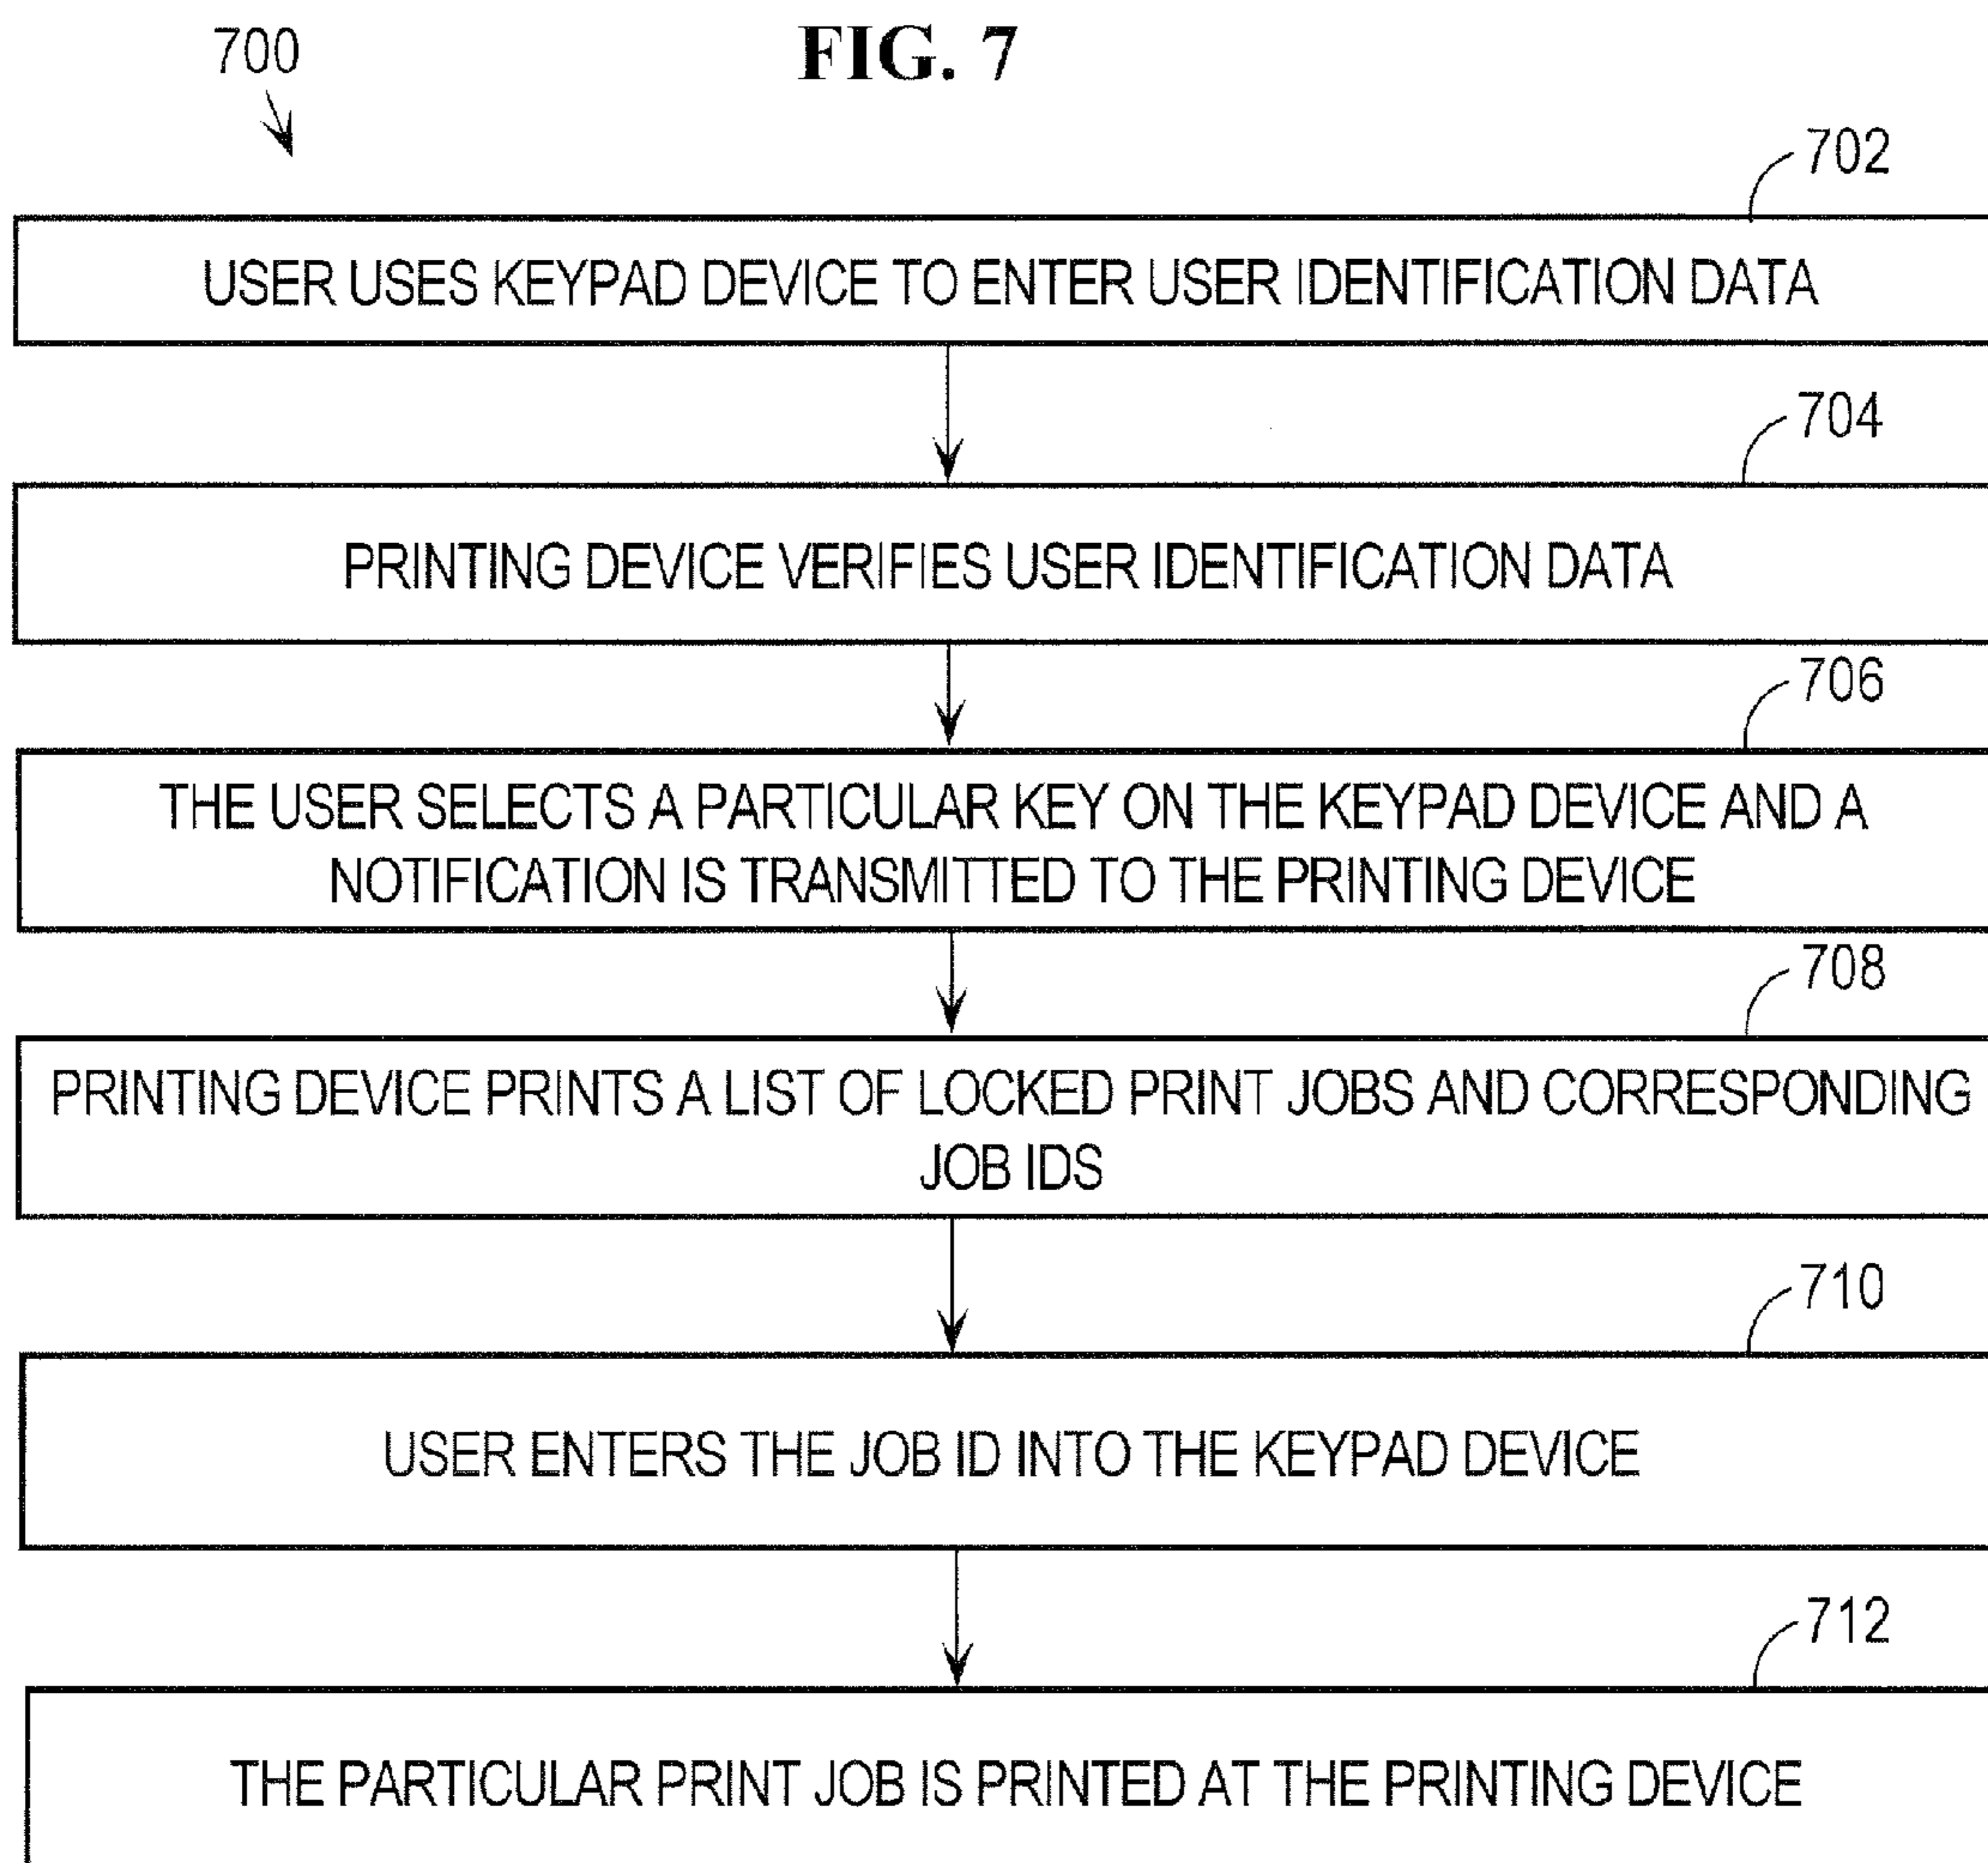 700
FIG. 7
702
USER USES KEYPAD DEVICE TO ENTER USER IDENTIFICATION DATA
704
PRINTING DEVICE VERIFIES USER IDENTIFICATION DATA
706
THE USER SELECTS A PARTICULAR KEY ON THE KEYPAD DEVICE AND A
NOTIFICATION IS TRANSMITTED TO THE PRINTING DEVICE
708
PRINTING DEVICE PRINTS A LIST OF LOCKED PRINT JOBS AND CORRESPONDING
JOB IDS
710
USER ENTERS THE JOB ID INTO THE KEYPAD DEVICE
712
THE PARTICULAR PRINT JOB IS PRINTED AT THE PRINTING DEVICE